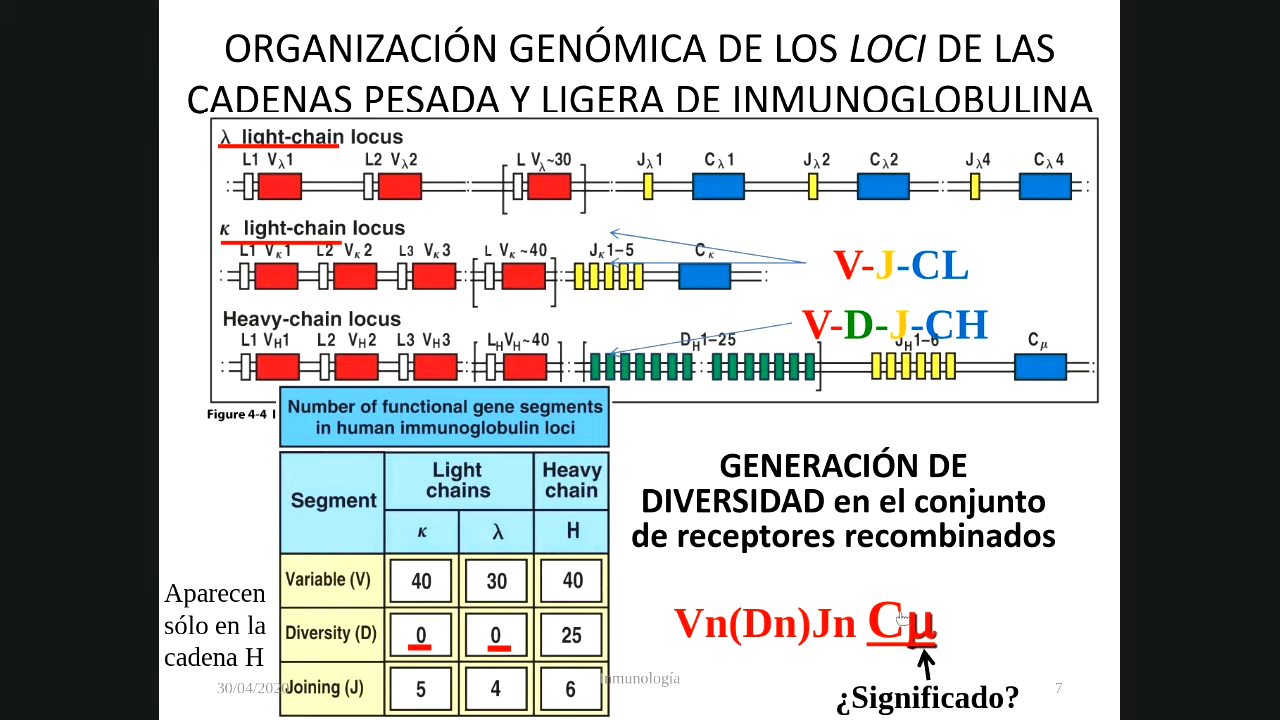 ORGANIZACIÓN GENÓMICA DE LOS LOCI DE LAS
CADENAS PESADA Y LIGERA DE INMUNOGLOBULINA
λ light-chain locus
L1 Vλ1 L2 Vλ2 L Vλ~30 Jλ1 Cλ1 Jλ2 Cλ2 Jλ4 Cλ4
κ light-chain locus
L1 Vκ1 L2 Vκ2 L3 Vκ3 L Vκ~40 Jκ1–5 Cκ
V-J-CL
V-D-J-CH
Heavy-chain locus
L1 VH1 L2 VH2 L3 VH3 LH VH~40 DH1–25 JH1–6 Cμ
Figure 4-4
Number of functional gene segments
in human immunoglobulin loci
Segment
Light
chains
Heavy
chain
κ λ H
Variable (V) 40 30 40
Diversity (D) 0 0 25
Joining (J) 5 4 6
Aparecen
sólo en la
cadena H
GENERACIÓN DE
DIVERSIDAD en el conjunto
de receptores recombinados
Vn(Dn)Jn Cμ
¿Significado?
30/04/2020
Inmunología
7